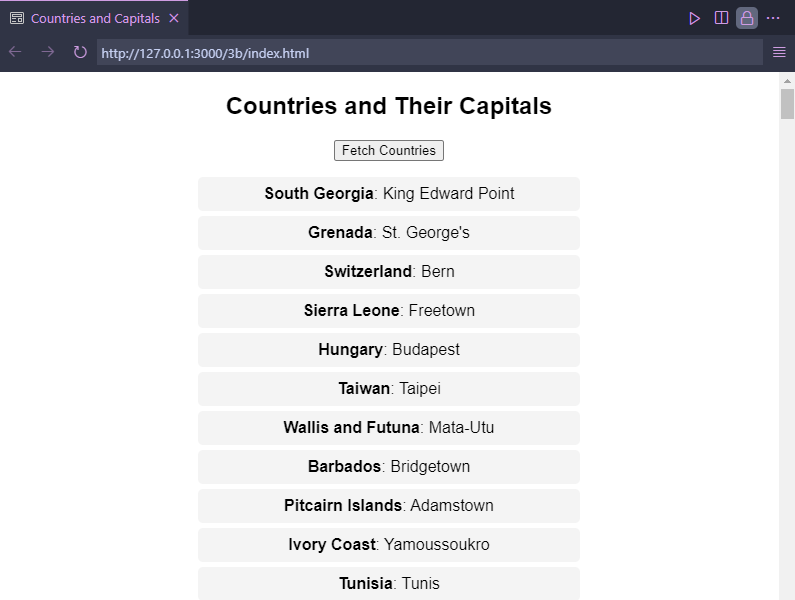 Countries and Capitals
http://127.0.0.1:3000/3b/index.html
Countries and Their Capitals
Fetch Countries
South Georgia: King Edward Point
Grenada: St. George's
Switzerland: Bern
Sierra Leone: Freetown
Hungary: Budapest
Taiwan: Taipei
Wallis and Futuna: Mata-Utu
Barbados: Bridgetown
Pitcairn Islands: Adamstown
Ivory Coast: Yamoussoukro
Tunisia: Tunis